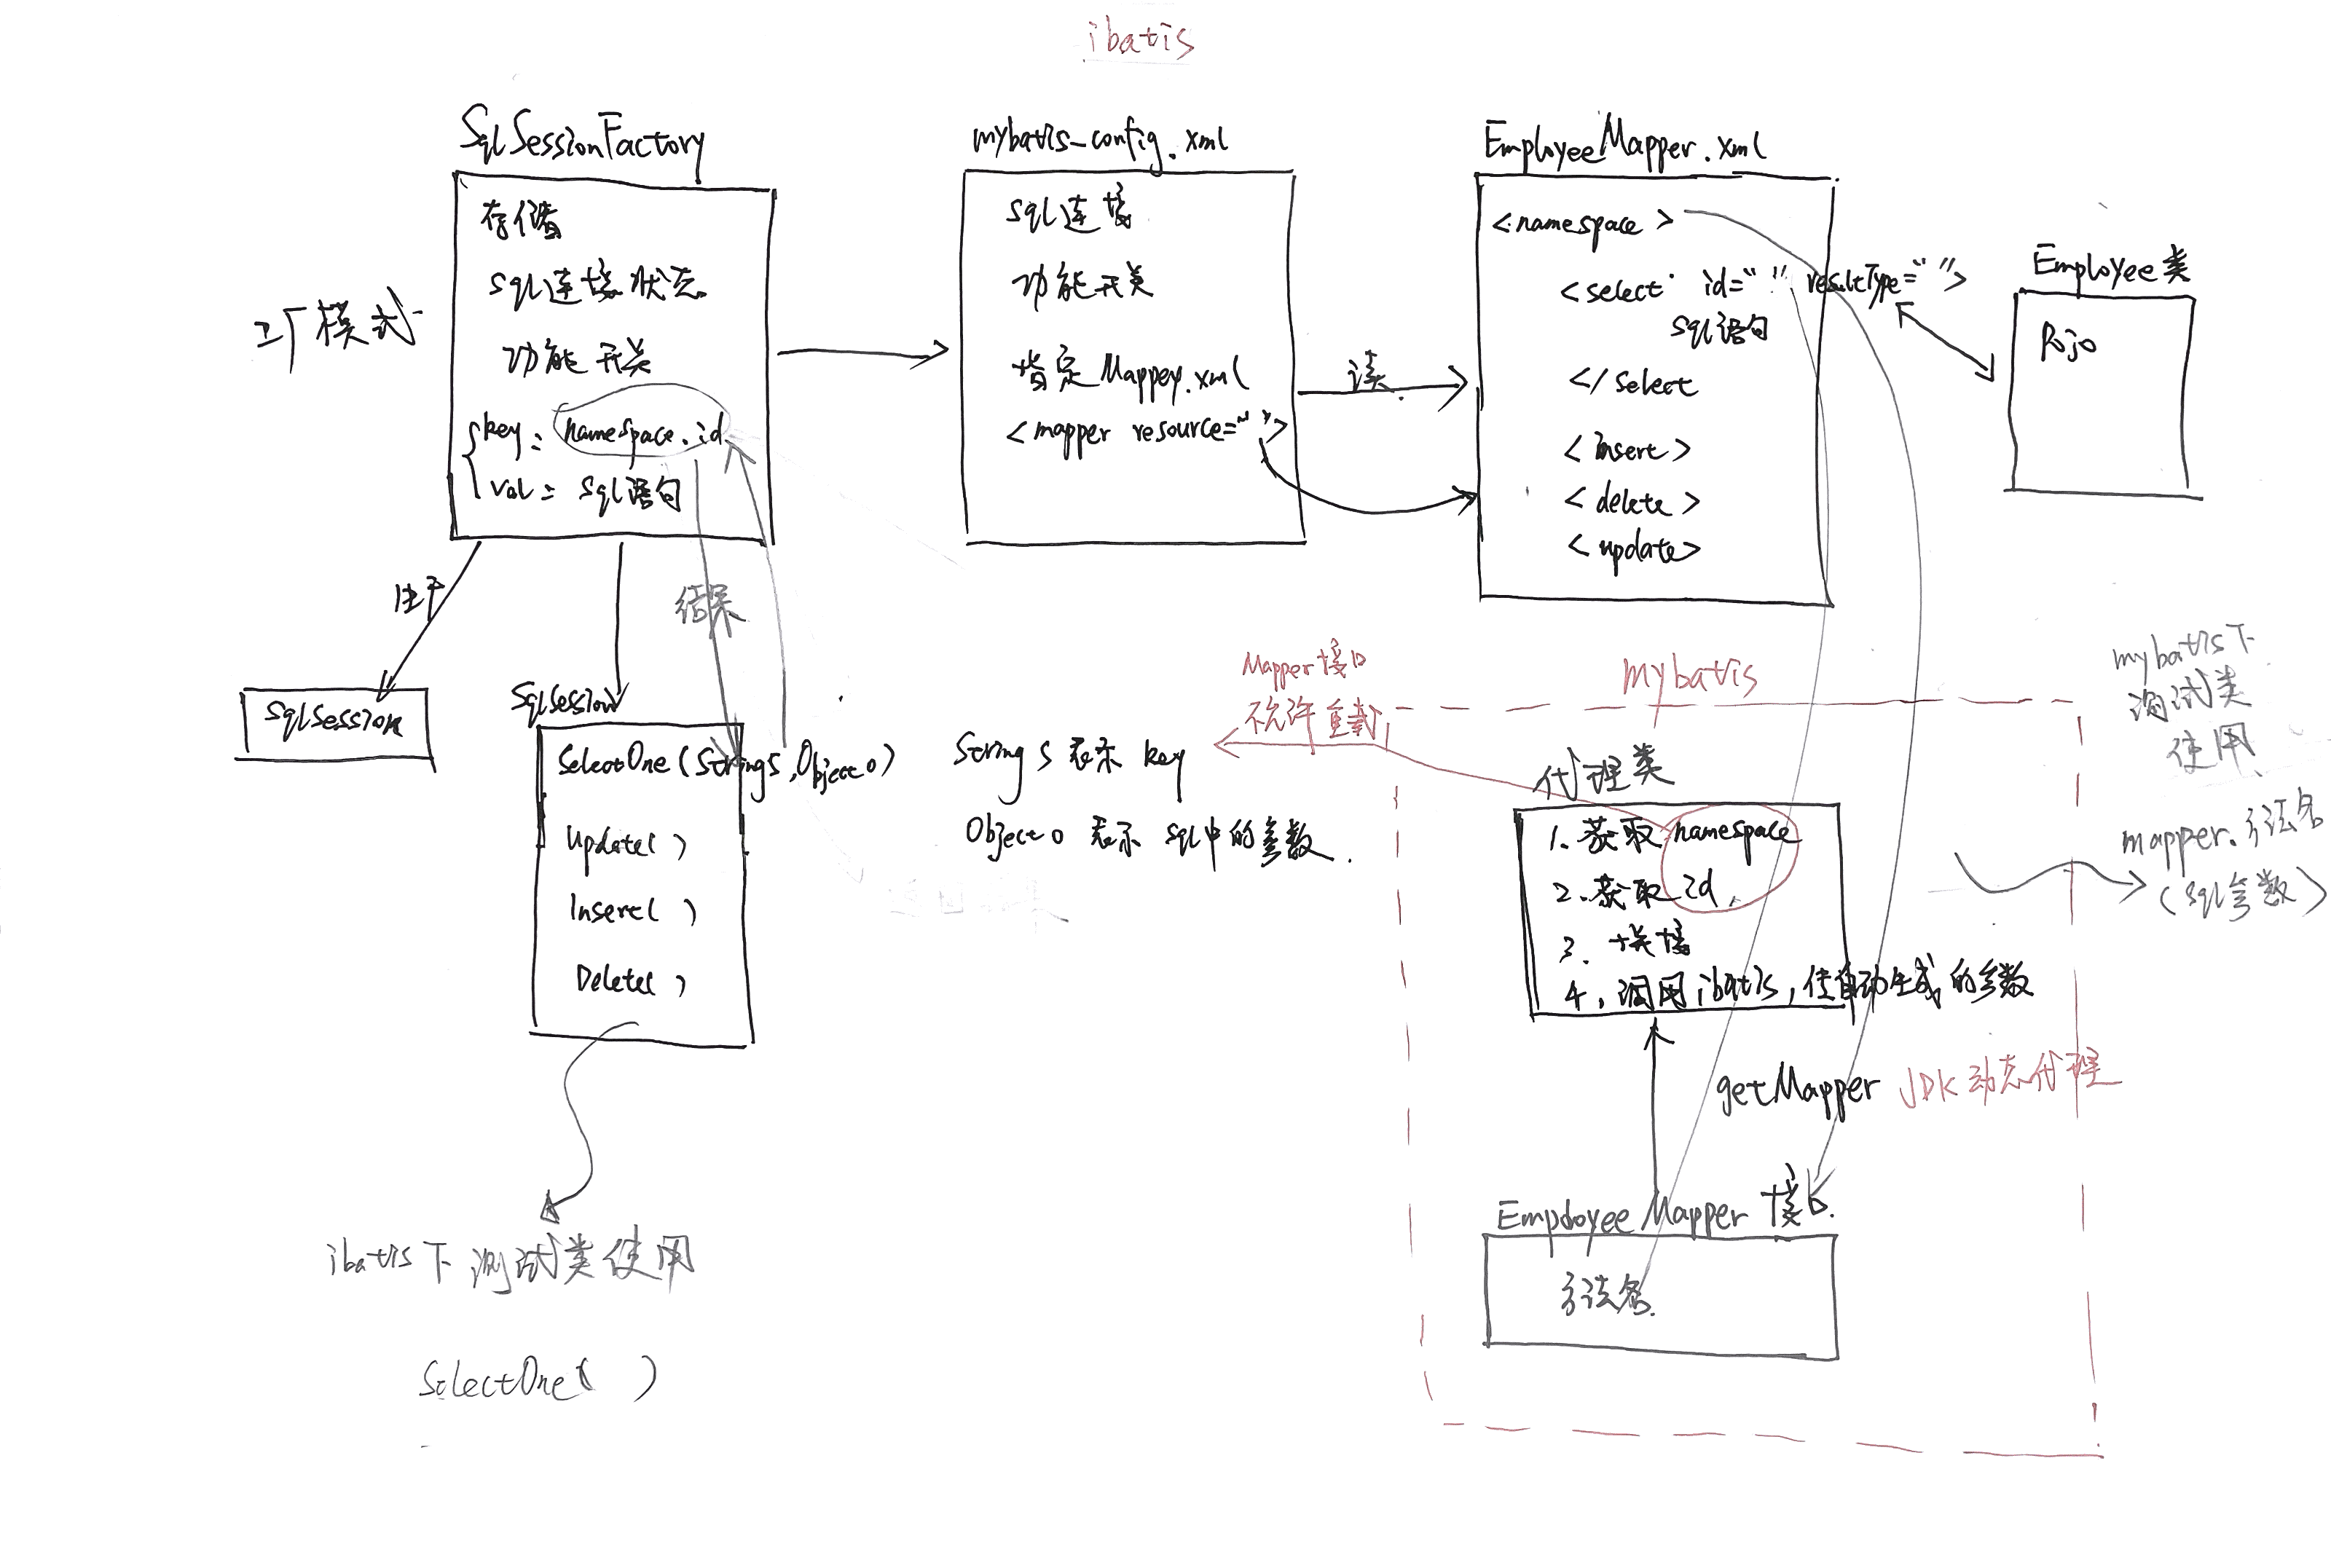 ibatis
SqlSessionFactory
工厂模式
存储
sql连接状态
功能开关
key: namespace.id
val: sql语句
mybatis-config.xml
sql连接
功能开关
指定Mapper.xml
<mapper resource="">
读
EmployeeMapper.xml
<namespace>
<select id="" resultType="">
sql语句
</select
<insert>
<delete>
<update>
Employee类
Pojo
生产
结果
SqlSession
SqlSession
SelectOne(String s,Object o)
Update( )
Insert( )
Delete( )
String s 表示 key
Object o 表示 sql中的参数.
ibatis下测试类使用
SelectOne( )
Mapper接口
不允许重载
mybatis
代理类
1. 获取 namespace
2. 获取 id
3. 拼接
4. 调用ibatis,传自动生成的参数
getMapper JDK动态代理
EmployeeMapper 接口.
方法名.
mybatis下
测试类
使用
mapper.方法名
(sql参数)